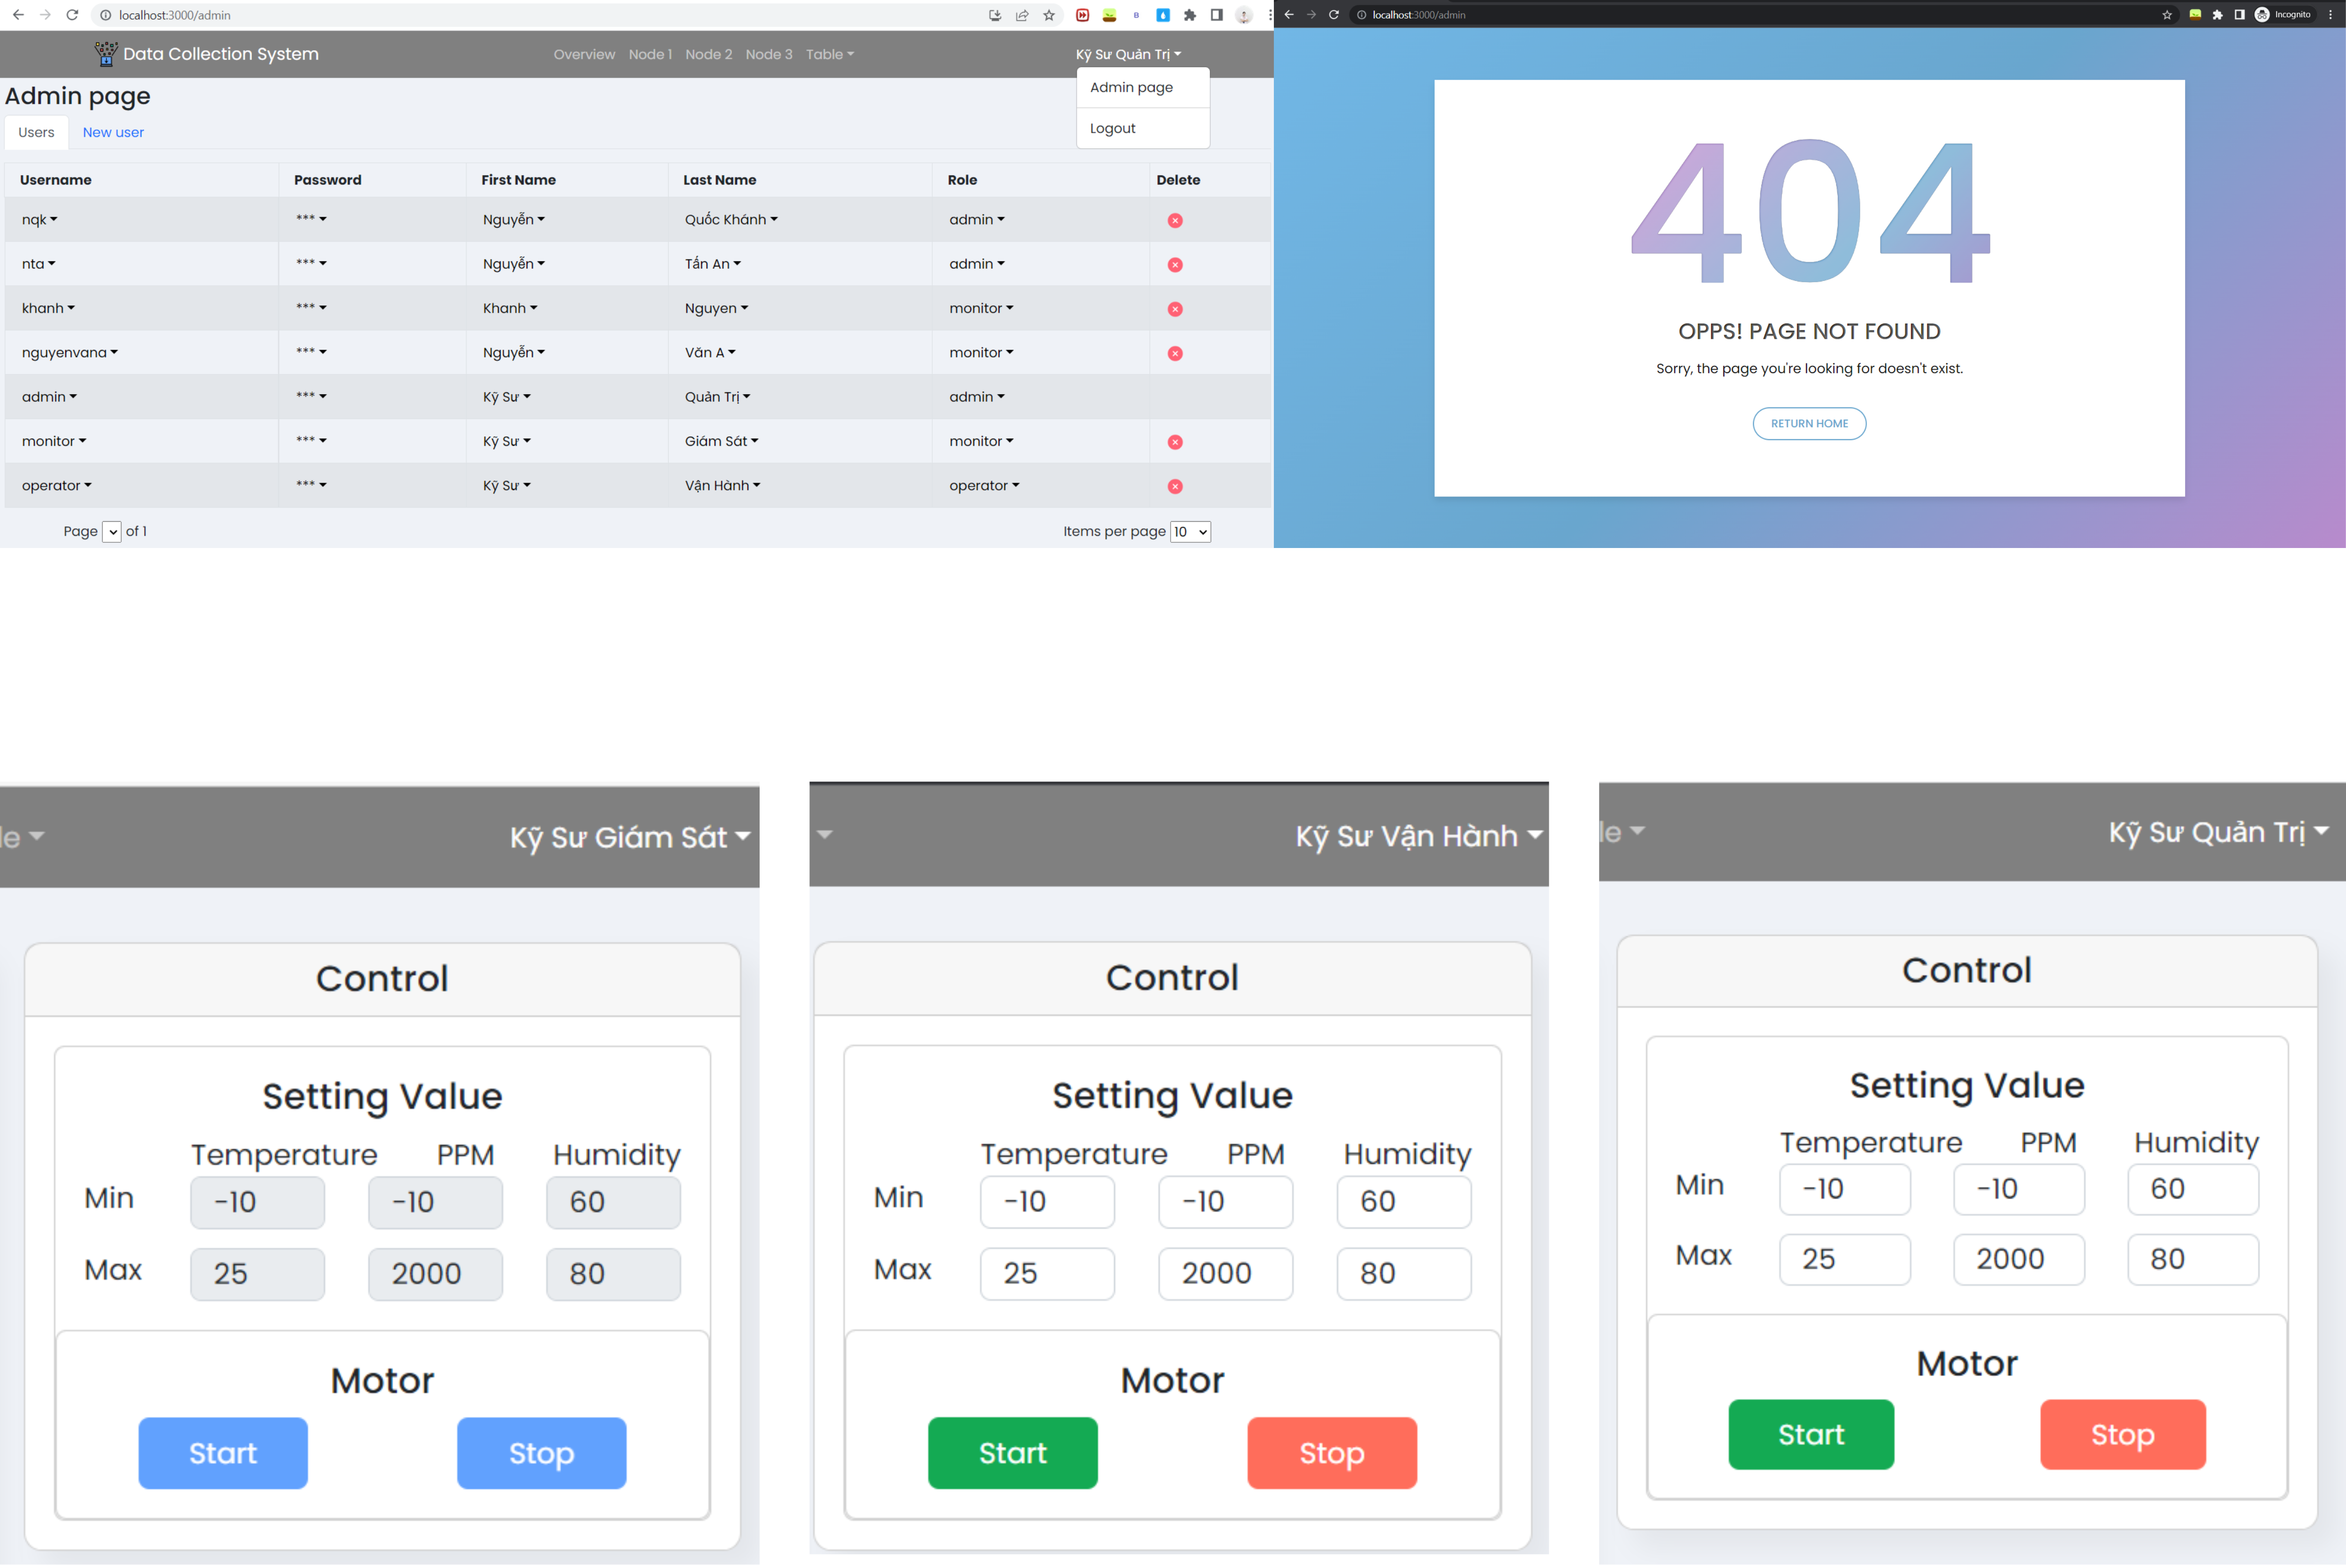 localhost:3000/admin
Data Collection System Overview Node 1 Node 2 Node 3 Table Kỹ Sư Quản Trị
Admin page
Logout
Admin page
Users New user
Username Password First Name Last Name Role Delete
nqk *** Nguyễn Quốc Khánh admin
nta *** Nguyễn Tấn An admin
khanh *** Khanh Nguyen monitor
nguyenvana *** Nguyễn Văn A monitor
admin *** Kỹ Sư Quản Trị admin
monitor *** Kỹ Sư Giám Sát monitor
operator *** Kỹ Sư Vận Hành operator
Page of 1 Items per page 10
localhost:3000/admin Incognito
404
OPPS! PAGE NOT FOUND
Sorry, the page you're looking for doesn't exist.
RETURN HOME
le Kỹ Sư Giám Sát
Control
Setting Value
Temperature PPM Humidity
Min -10 -10 60
Max 25 2000 80
Motor
Start Stop
Kỹ Sư Vận Hành
Control
Setting Value
Temperature PPM Humidity
Min -10 -10 60
Max 25 2000 80
Motor
Start Stop
le Kỹ Sư Quản Trị
Control
Setting Value
Temperature PPM Humidity
Min -10 -10 60
Max 25 2000 80
Motor
Start Stop